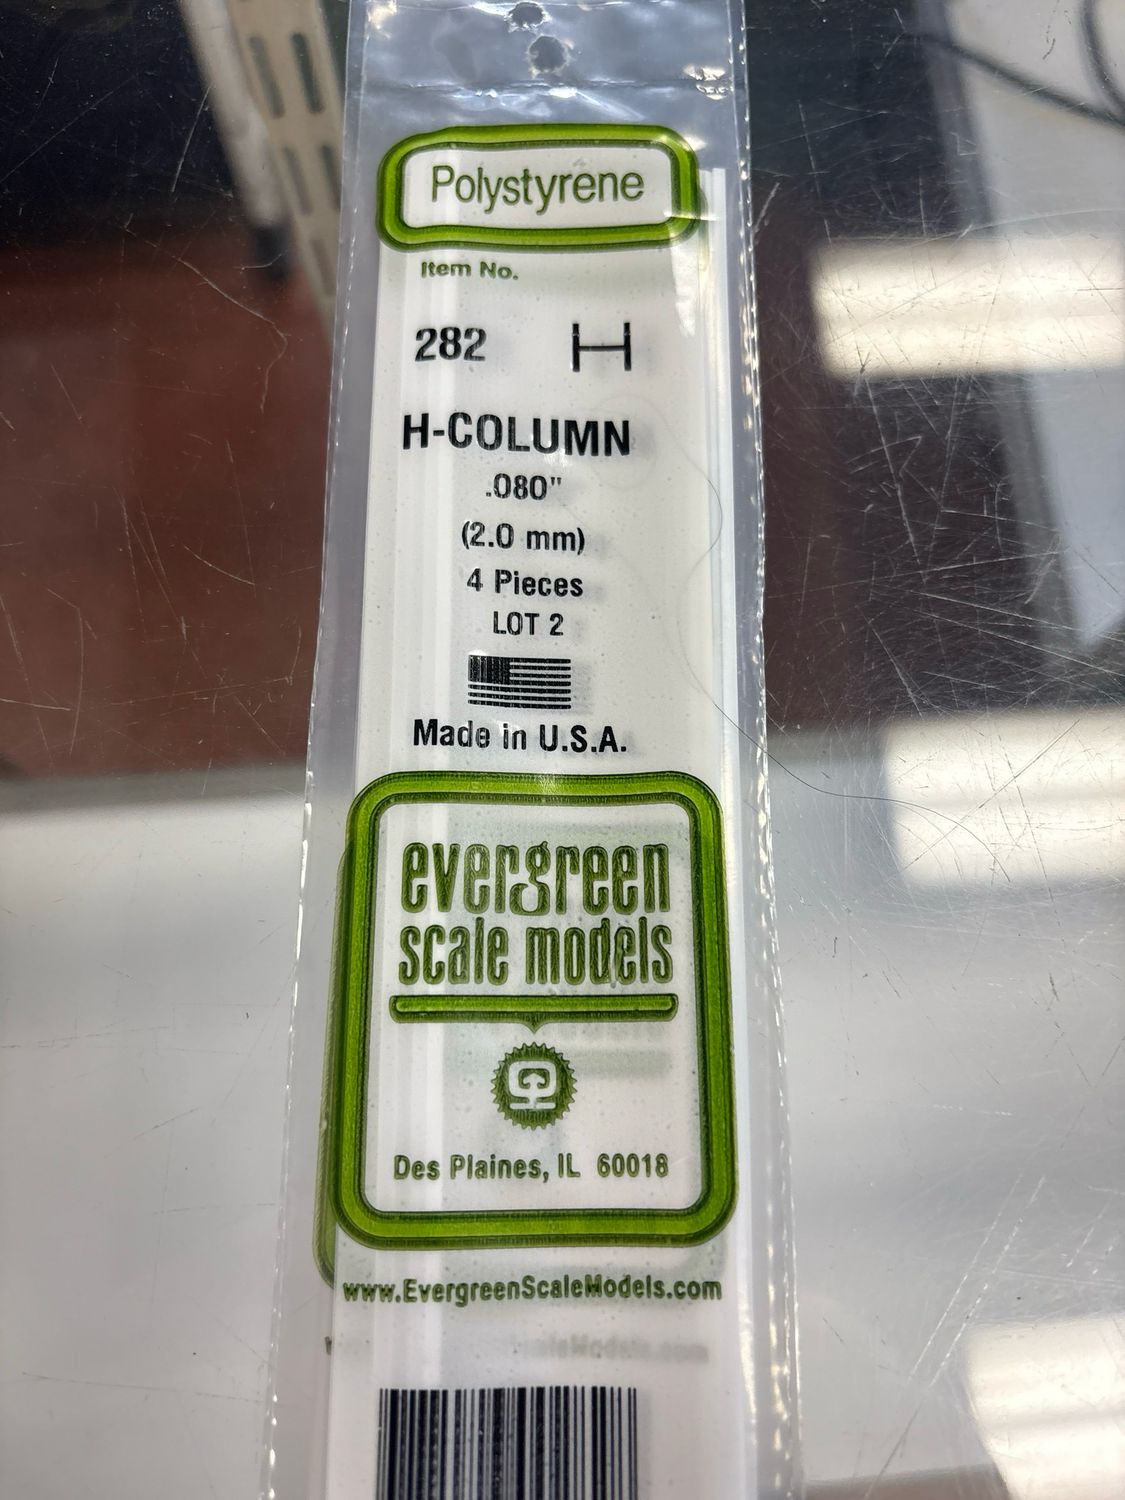 Polystyrene
Item No.
282
H-COLUMN
.080"
(2.0 mm)
4 Pieces
LOT 2
Made in U.S.A.
evergreen
scale models
Des Plaines, IL 60018
www.EvergreenScaleModels.com